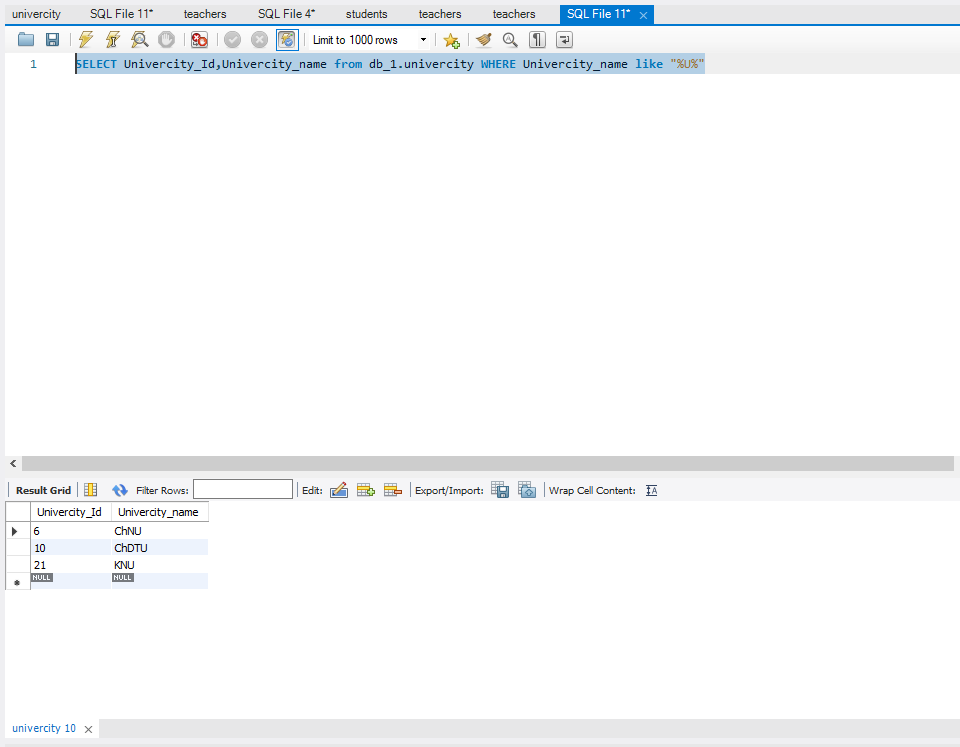 univercity SQL File 11* teachers SQL File 4* students teachers teachers SQL File 11*
Limit to 1000 rows
1 SELECT Univercity_Id,Univercity_name from db_1.univercity WHERE Univercity_name like "%U%"
Result Grid Filter Rows: Edit: Export/Import: Wrap Cell Content: IA
Univercity_Id Univercity_name
6 ChNU
10 ChDTU
21 KNU
NULL NULL
univercity 10